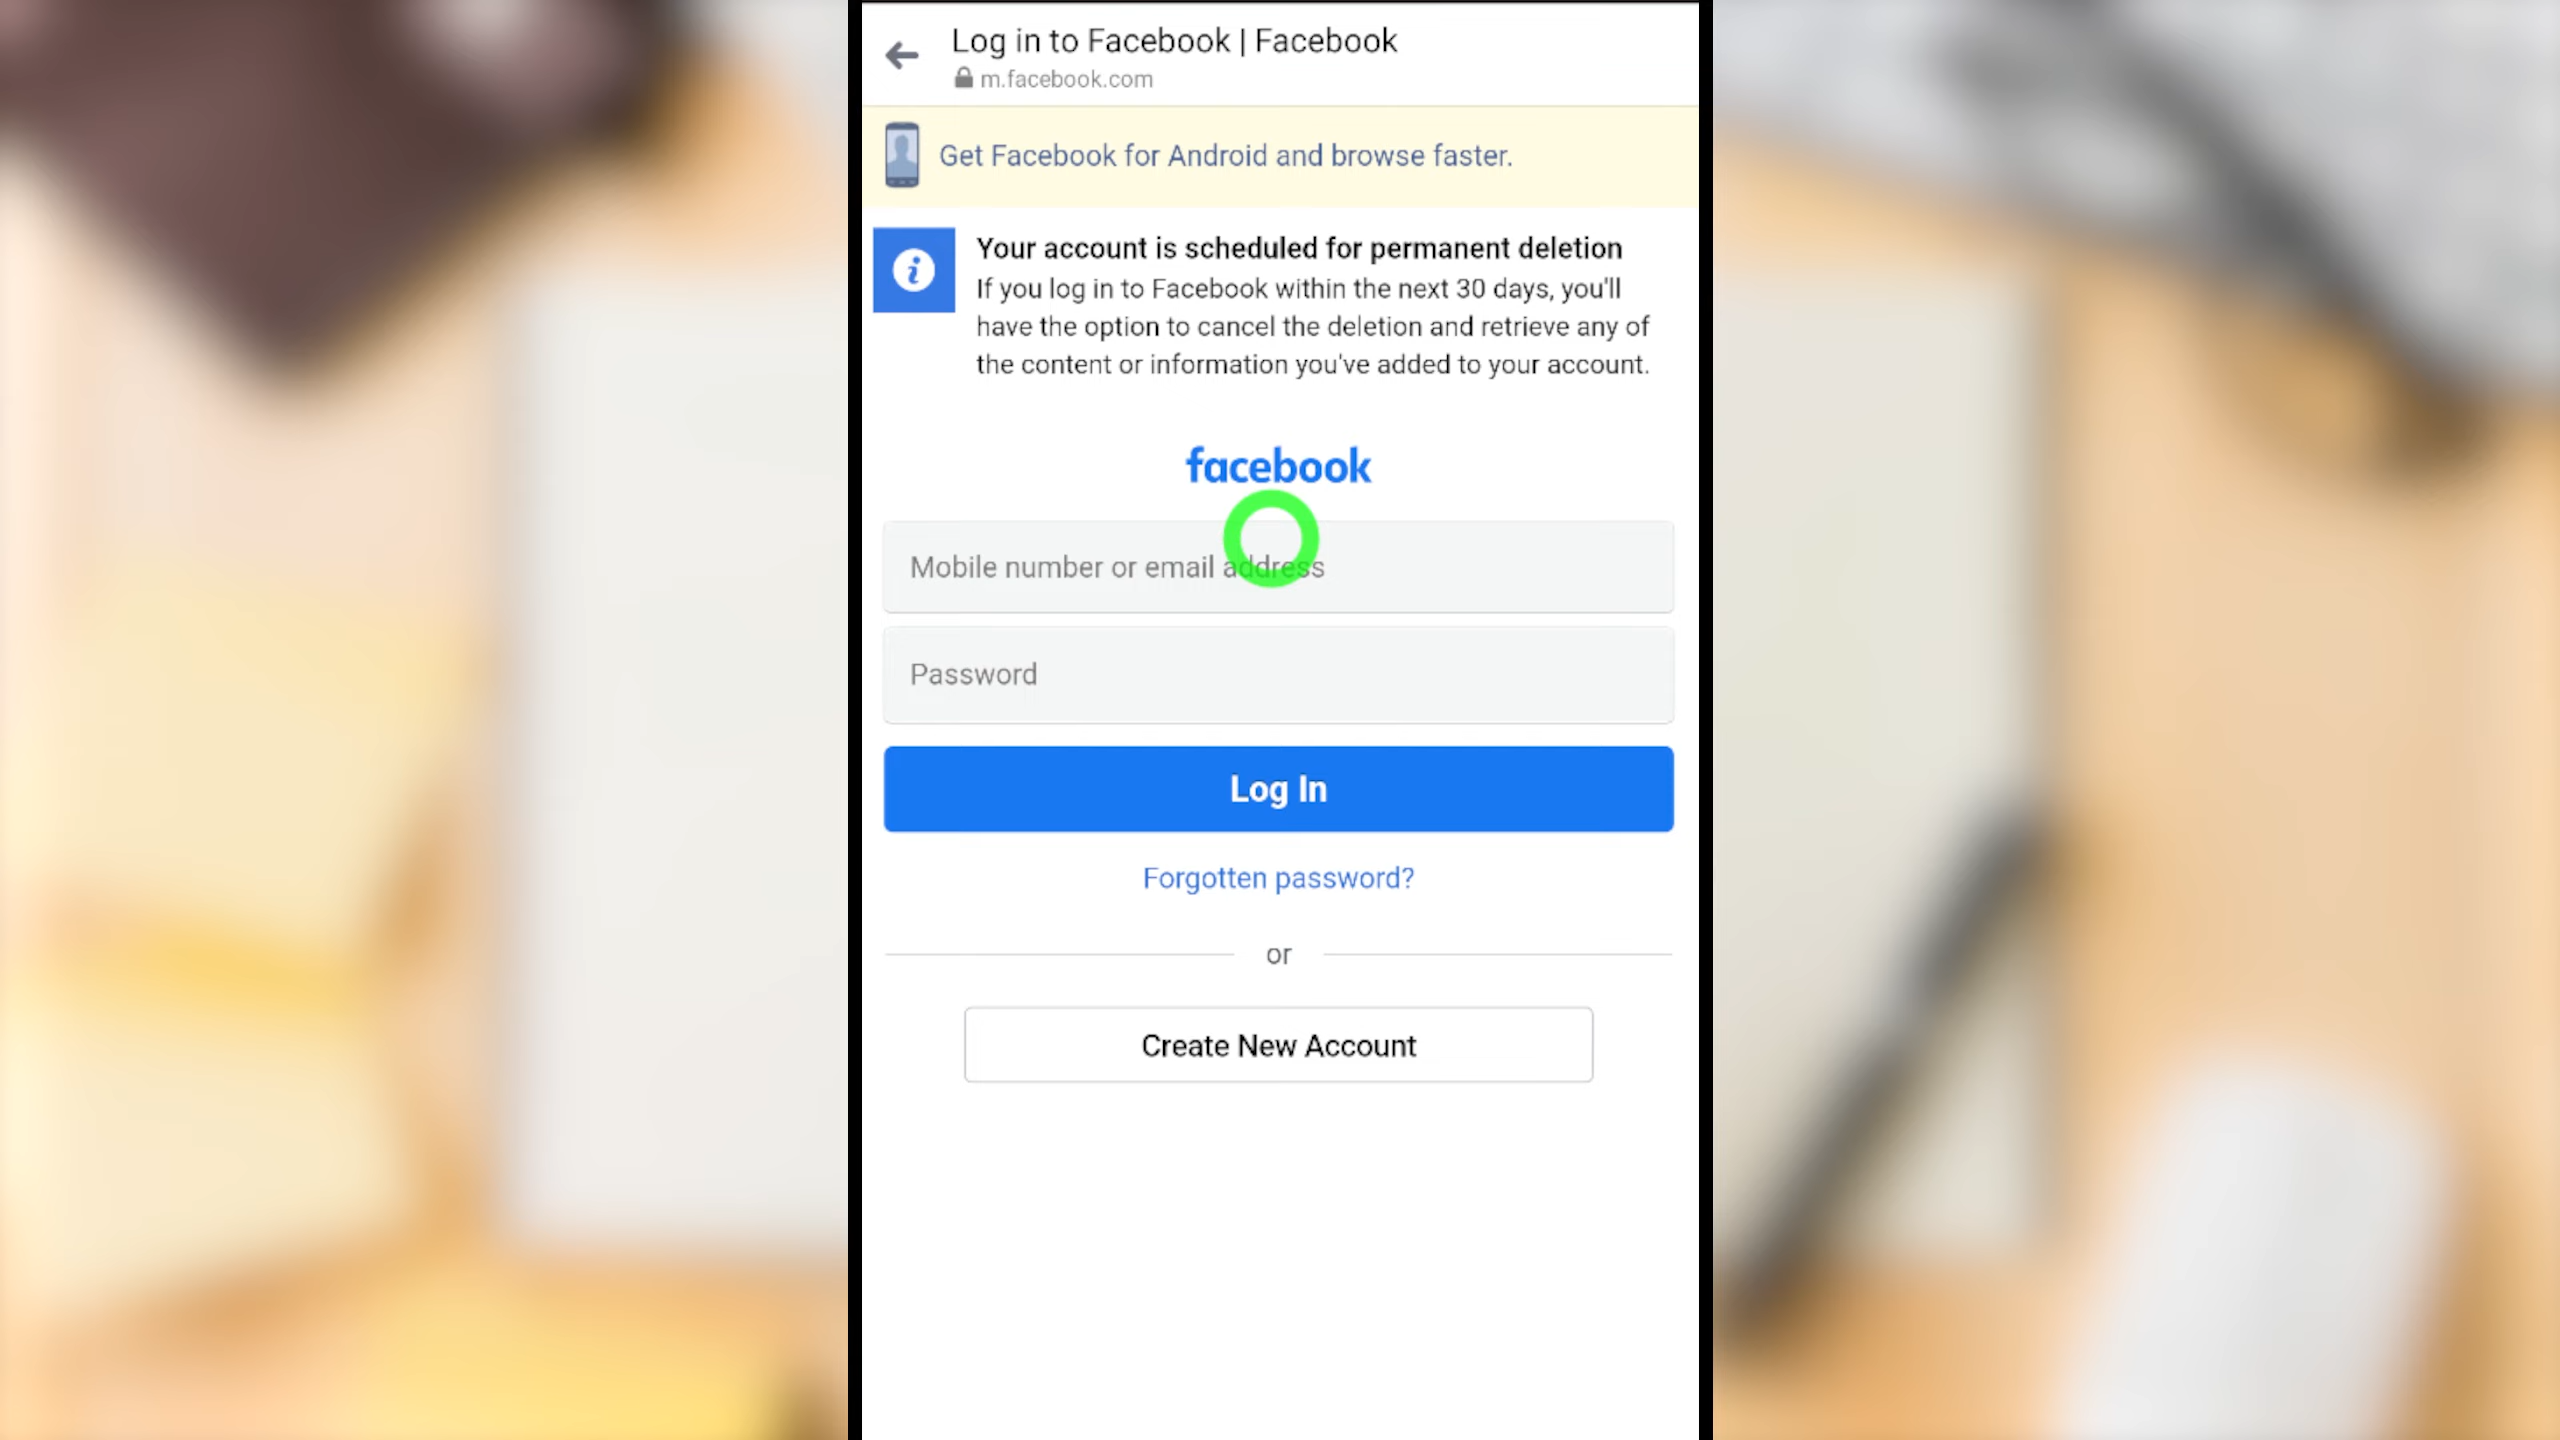 Log in to Facebook | Facebook
m.facebook.com
Get Facebook for Android and browse faster.
Your account is scheduled for permanent deletion
If you log in to Facebook within the next 30 days, you'll
have the option to cancel the deletion and retrieve any of
the content or information you've added to your account.
facebook
Mobile number or email address
Password
Log In
Forgotten password?
or
Create New Account